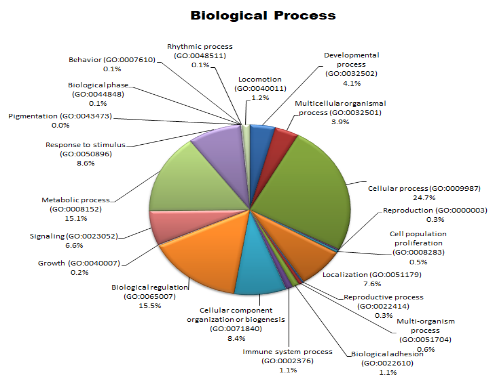 Biological Process
Rhythmic process
(GO:0048511)
0.1%
Behavior (GO:0007610)
0.1%
Biological phase
(GO:0044848)
0.1%
Pigmentation (GO:0043473)
0.0%
Response to stimulus
(GO:0050896)
8.6%
Metabolic process
(GO:0008152)
15.1%
Signaling (GO:0023052)
6.6%
Growth (GO:0040007)
0.2%
Biological regulation
(GO:0065007)
15.5%
Cellular component
organization or biogenesis
(GO:0071840)
8.4%
Immune system process
(GO:0002376)
1.1%
Locomotion
(GO:0040011)
1.2%
Developmental
process
(GO:0032502)
4.1%
Multicellular organismal
process (GO:0032501)
3.9%
Cellular process (GO:0009987)
24.7%
Reproduction (GO:0000003)
0.3%
Cell population
proliferation
(GO:0008283)
0.5%
Localization (GO:0051179)
7.6%
Reproductive process
(GO:0022414)
0.3%
Multi-organism
process
(GO:0051704)
0.6%
Biological adhesion
(GO:0022610)
1.1%